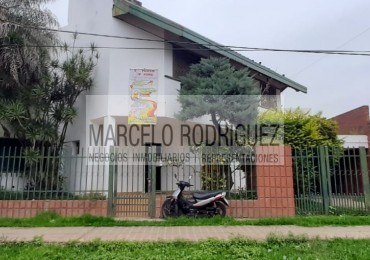 MARCELO RODRIGUEZ
NEGOCIOS INMOBILIARIOS | REPRESENTACIONES